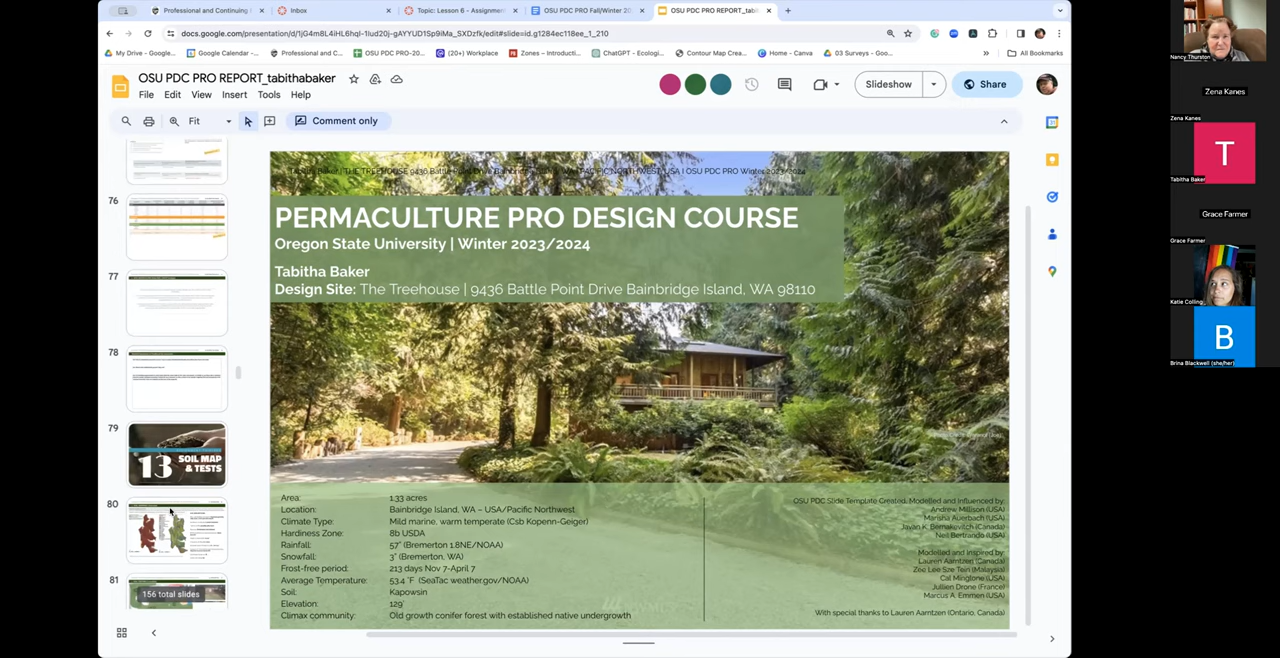 Professional and Continuing
Inbox
Topic: Lesson 6 - Assignmen
OSU PDC PRO Fall/Winter 20
OSU PDC PRO REPORT_tabi
docs.google.com/presentation/d/1jG4m8L4iHL6hqI-1Iud20j-gAYYUD1Sp9iMa_SXDzfk/edit#slide=id.g1284ec118ee_1_210
My Drive - Google...
Google Calendar -...
Professional and C...
OSU PDC PRO-20...
(20+) Workplace
Zones – Introducti...
ChatGPT - Ecologi...
Contour Map Crea...
Home - Canva
03 Surveys - Goo...
All Bookmarks
OSU PDC PRO REPORT_tabithabaker
File Edit View Insert Tools Help
Slideshow
Share
Fit
Comment only
76
77
78
79
13 SOIL MAP
& TESTS
80
81
156 total slides
PERMACULTURE PRO DESIGN COURSE
Oregon State University | Winter 2023/2024
Tabitha Baker
Design Site: The Treehouse | 9436 Battle Point Drive Bainbridge Island, WA 98110
Area: 1.33 acres
Location: Bainbridge Island, WA – USA/Pacific Northwest
Climate Type: Mild marine, warm temperate (Csb Kopenn-Geiger)
Hardiness Zone: 8b USDA
Rainfall: 57" (Bremerton 1.8NE/NOAA)
Snowfall: 3" (Bremerton, WA)
Frost-free period: 213 days Nov 7-April 7
Average Temperature: 53.4 °F (SeaTac weather.gov/NOAA)
Soil: Kapowsin
Elevation: 129'
Climax community: Old growth conifer forest with established native undergrowth
OSU PDC Slide Template Created, Modelled and Influenced by:
Andrew Millison (USA)
Marisha Auerbach (USA)
Jayan K. Bernakevitch (Canada)
Neil Bertrando (USA)
Modelled and Inspired by:
Lauren Aarntzen (Canada)
Zee Lee Sze Tein (Malaysia)
Cal Minglone (USA)
Jullien Drone (France)
Marcus A. Emmen (USA)
With special thanks to Lauren Aarntzen (Ontario, Canada)
Nancy Thurston
Zena Kanes
Zena Kanes
T
Tabitha Baker
Grace Farmer
Grace Farmer
Katie Colling
B
Brina Blackwell (she/her)